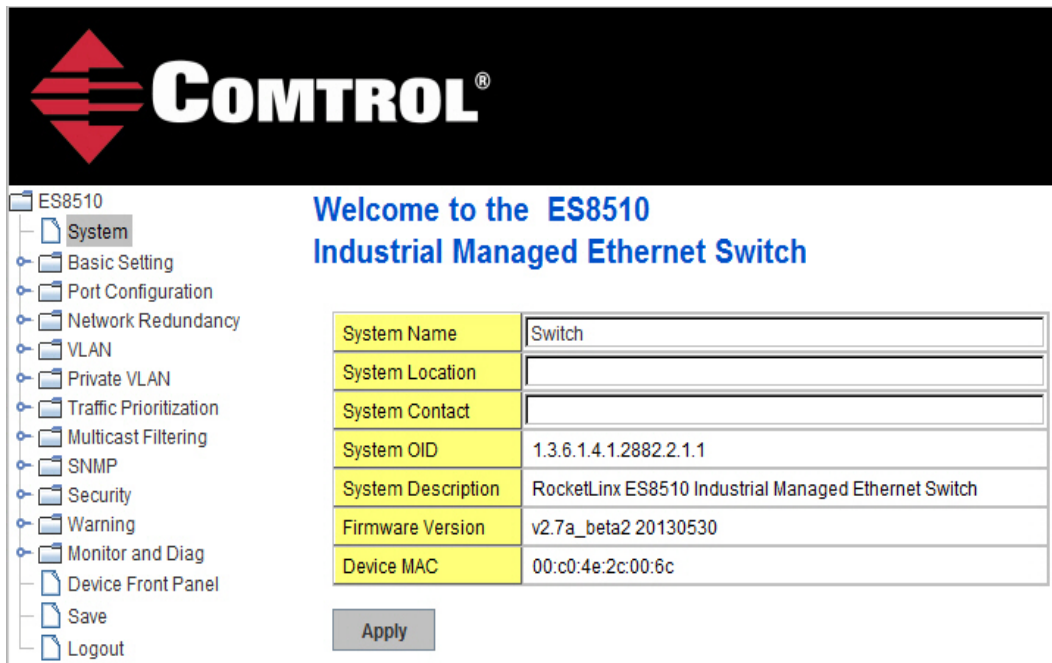 COMTROL®
ES8510
System
Basic Setting
Port Configuration
Network Redundancy
VLAN
Private VLAN
Traffic Prioritization
Multicast Filtering
SNMP
Security
Warning
Monitor and Diag
Device Front Panel
Save
Logout
Welcome to the ES8510
Industrial Managed Ethernet Switch
System Name Switch
System Location
System Contact
System OID 1.3.6.1.4.1.2882.2.1.1
System Description RocketLinx ES8510 Industrial Managed Ethernet Switch
Firmware Version v2.7a_beta2 20130530
Device MAC 00:c0:4e:2c:00:6c
Apply